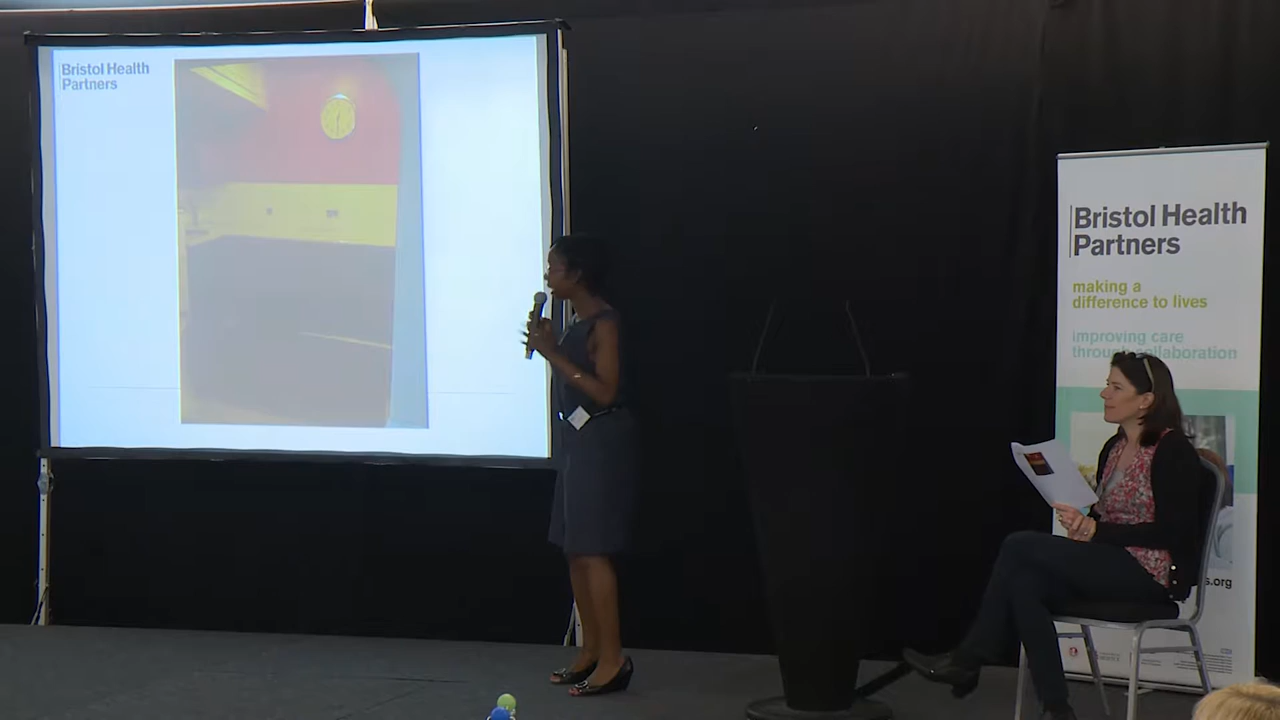 Bristol Health
Partners
Bristol Health
Partners
making a
difference to lives
improving care
through collaboration
s.org